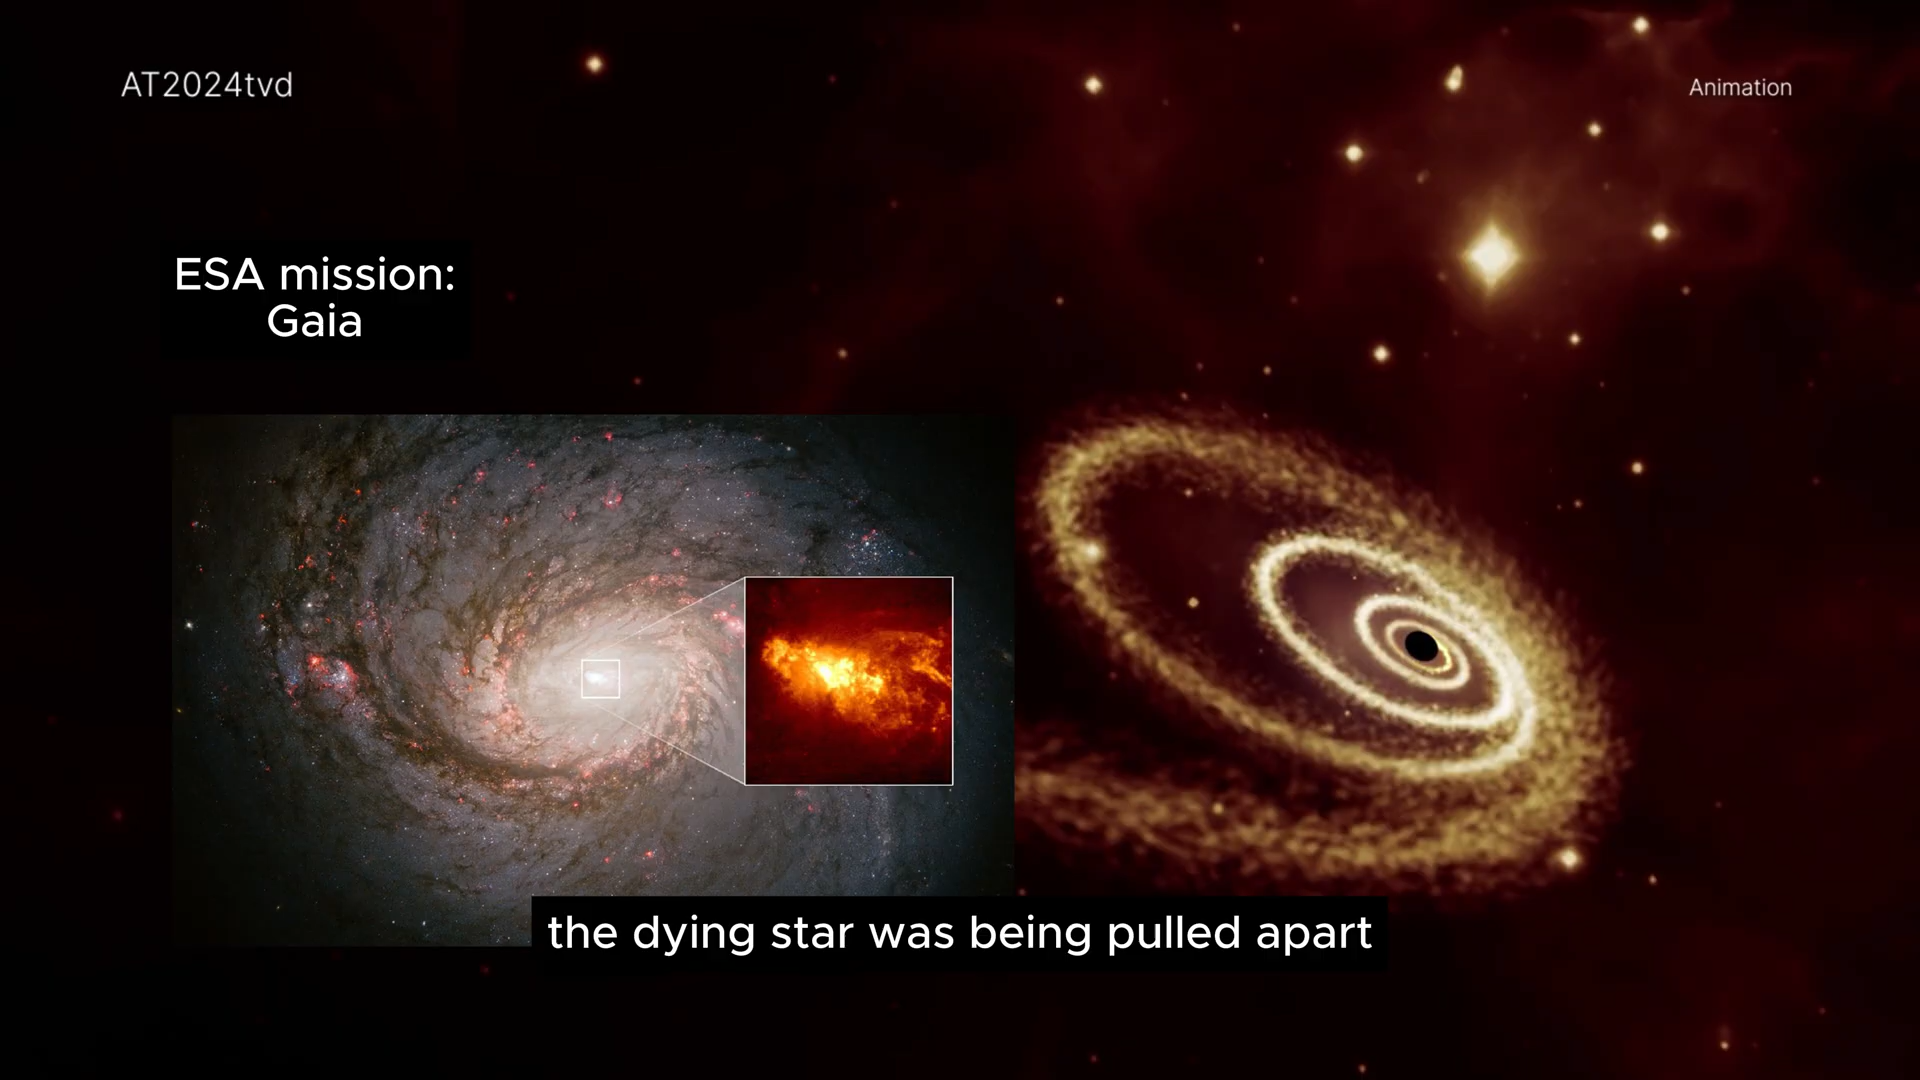 AT2024tvd
Animation
ESA mission:
Gaia
the dying star was being pulled apart